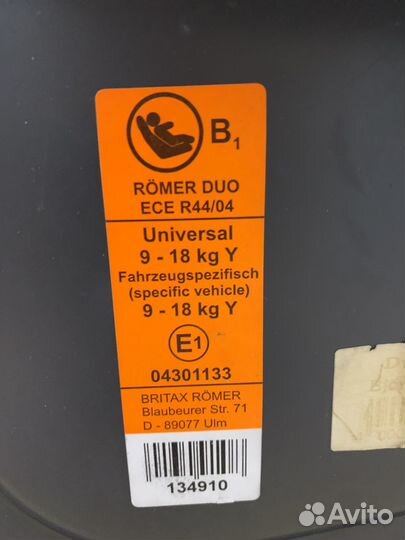 B1
RÖMER DUO
ECE R44/04
Universal
9 - 18 kg Y
Fahrzeugspezifisch
(specific vehicle)
9 - 18 kg Y
E1
04301133
BRITAX RÖMER
Blaubeurer Str. 71
D - 89077 Ulm
134910
Avito